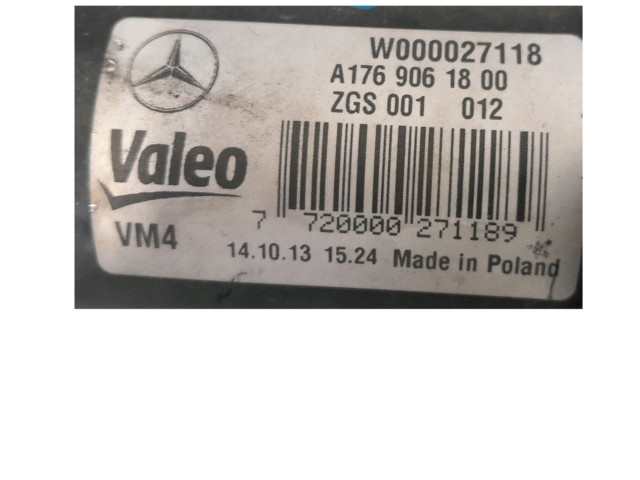 W000027118
A176 906 18 00
ZGS 001 012
Valeo
7 720000 271189
VM4
14.10.13 15.24 Made in Poland